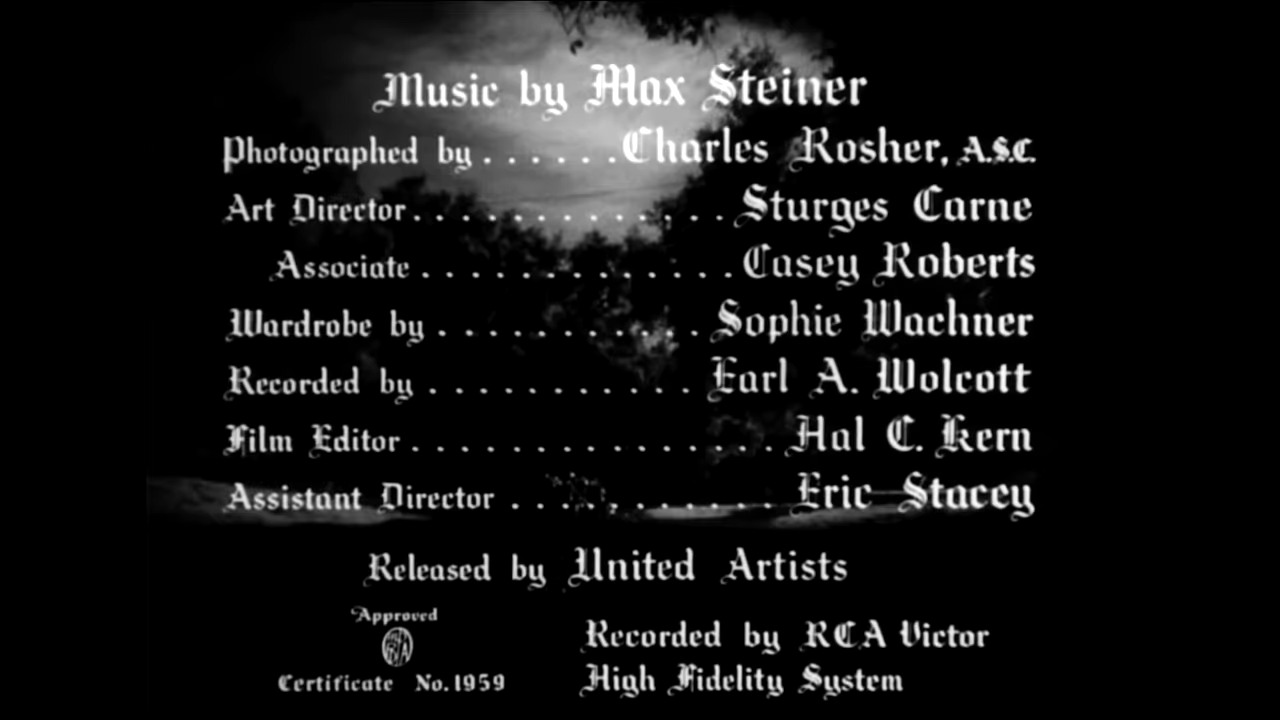 Music by Max Steiner
Photographed by......Charles Rosher, A.S.C.
Art Director.............Sturges Carne
Associate.............Casey Roberts
Wardrobe by...........Sophie Wachner
Recorded by...........Earl A. Wolcott
Film Editor...............Hal C. Kern
Assistant Director...........Eric Stacey
Released by United Artists
Approved
Certificate No. 1959
Recorded by RCA Victor
High Fidelity System